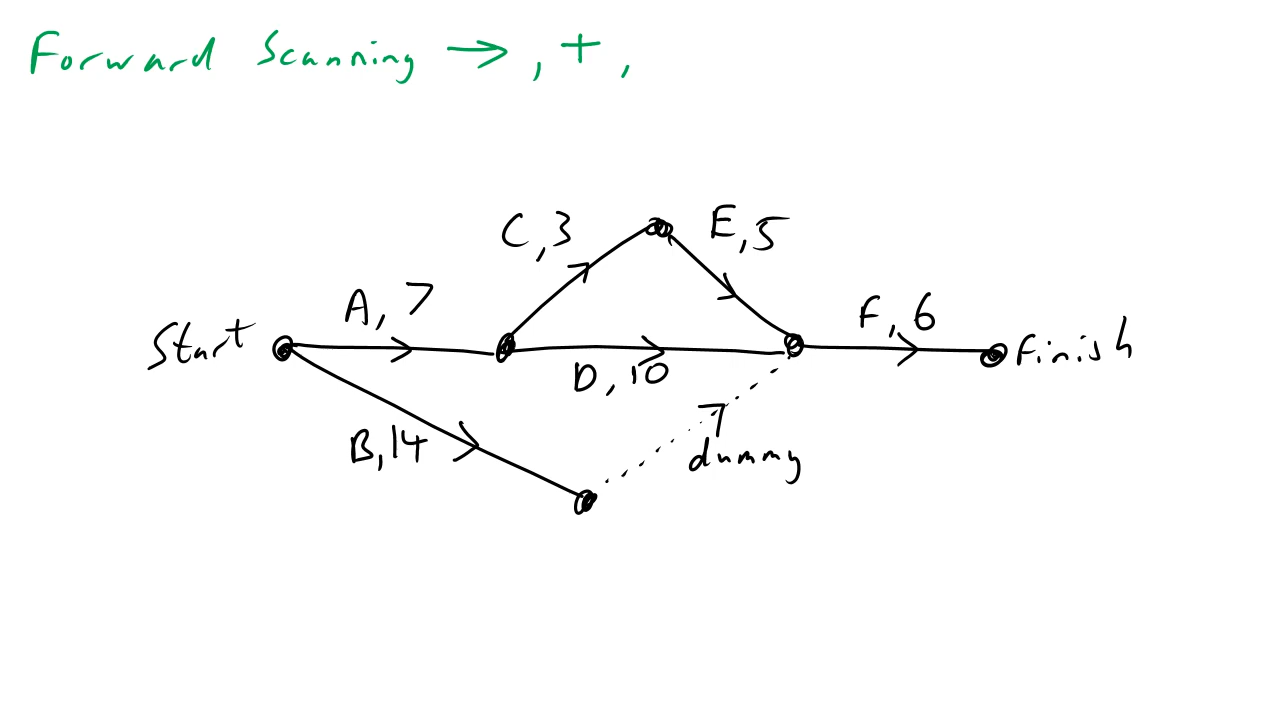 Forward Scanning →, +,
C, 3
E, 5
A, 7
F, 6
Start
Finish
D, 10
B, 14
dummy